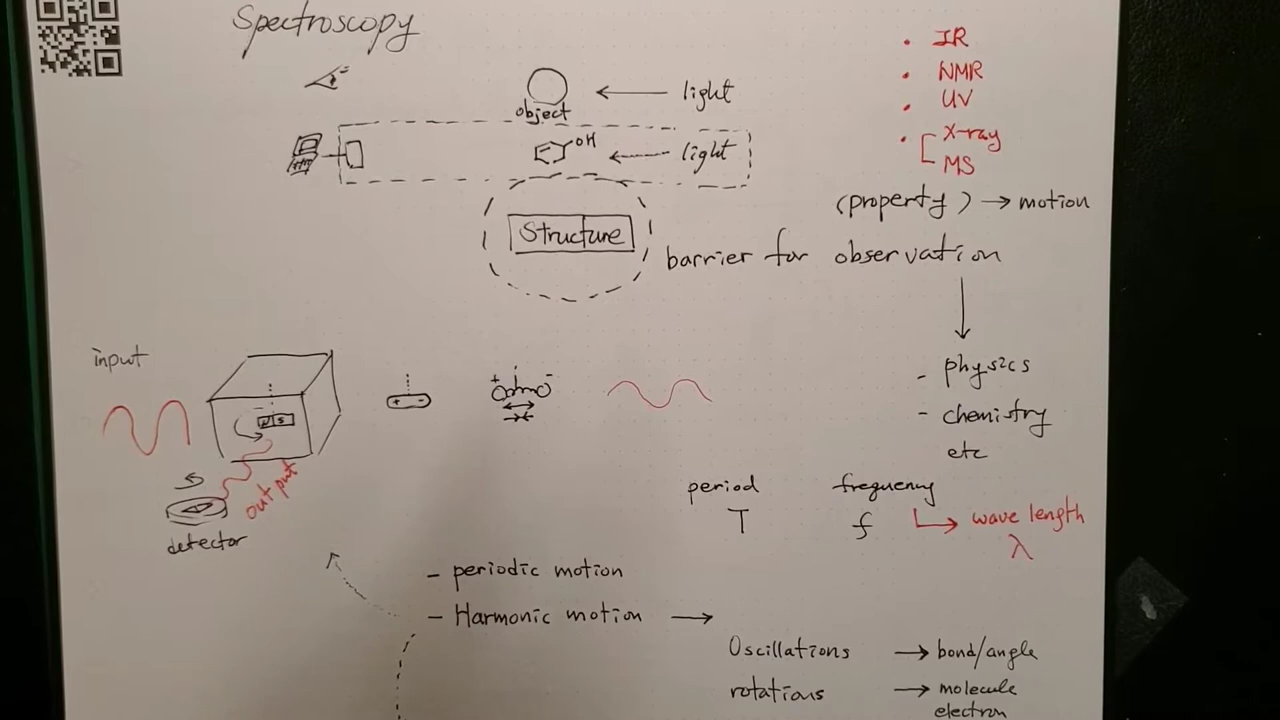 Spectroscopy
• IR
• NMR
• UV
• X-ray
MS
object
light
OH
light
(property) → motion
Structure
barrier for observation
input
- physics
- chemistry
etc
N S
+ -
+ -
output
detector
period
frequency
T
f
wave length
λ
- periodic motion
- Harmonic motion →
Oscillations → bond/angle
rotations → molecule
electron